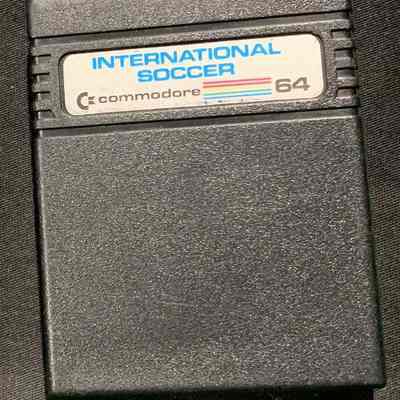 INTERNATIONAL
SOCCER
commodore 64